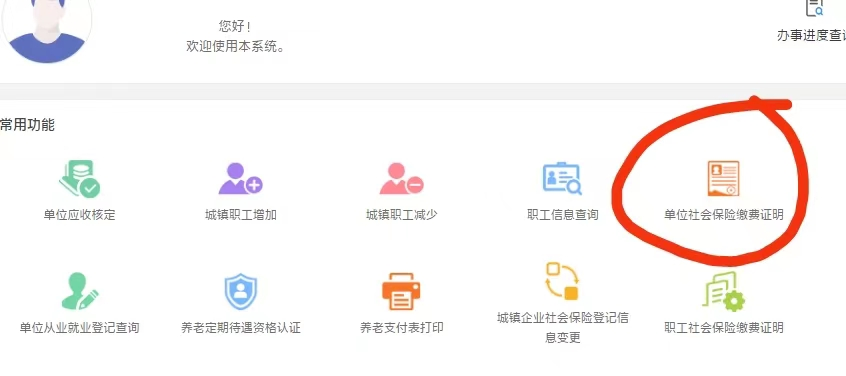 您好！
欢迎使用本系统。
办事进度查询
常用功能
单位应收核定
城镇职工增加
城镇职工减少
职工信息查询
单位社会保险缴费证明
单位从业就业登记查询
养老定期待遇资格认证
养老支付表打印
城镇企业社会保险登记信
息变更
职工社会保险缴费证明